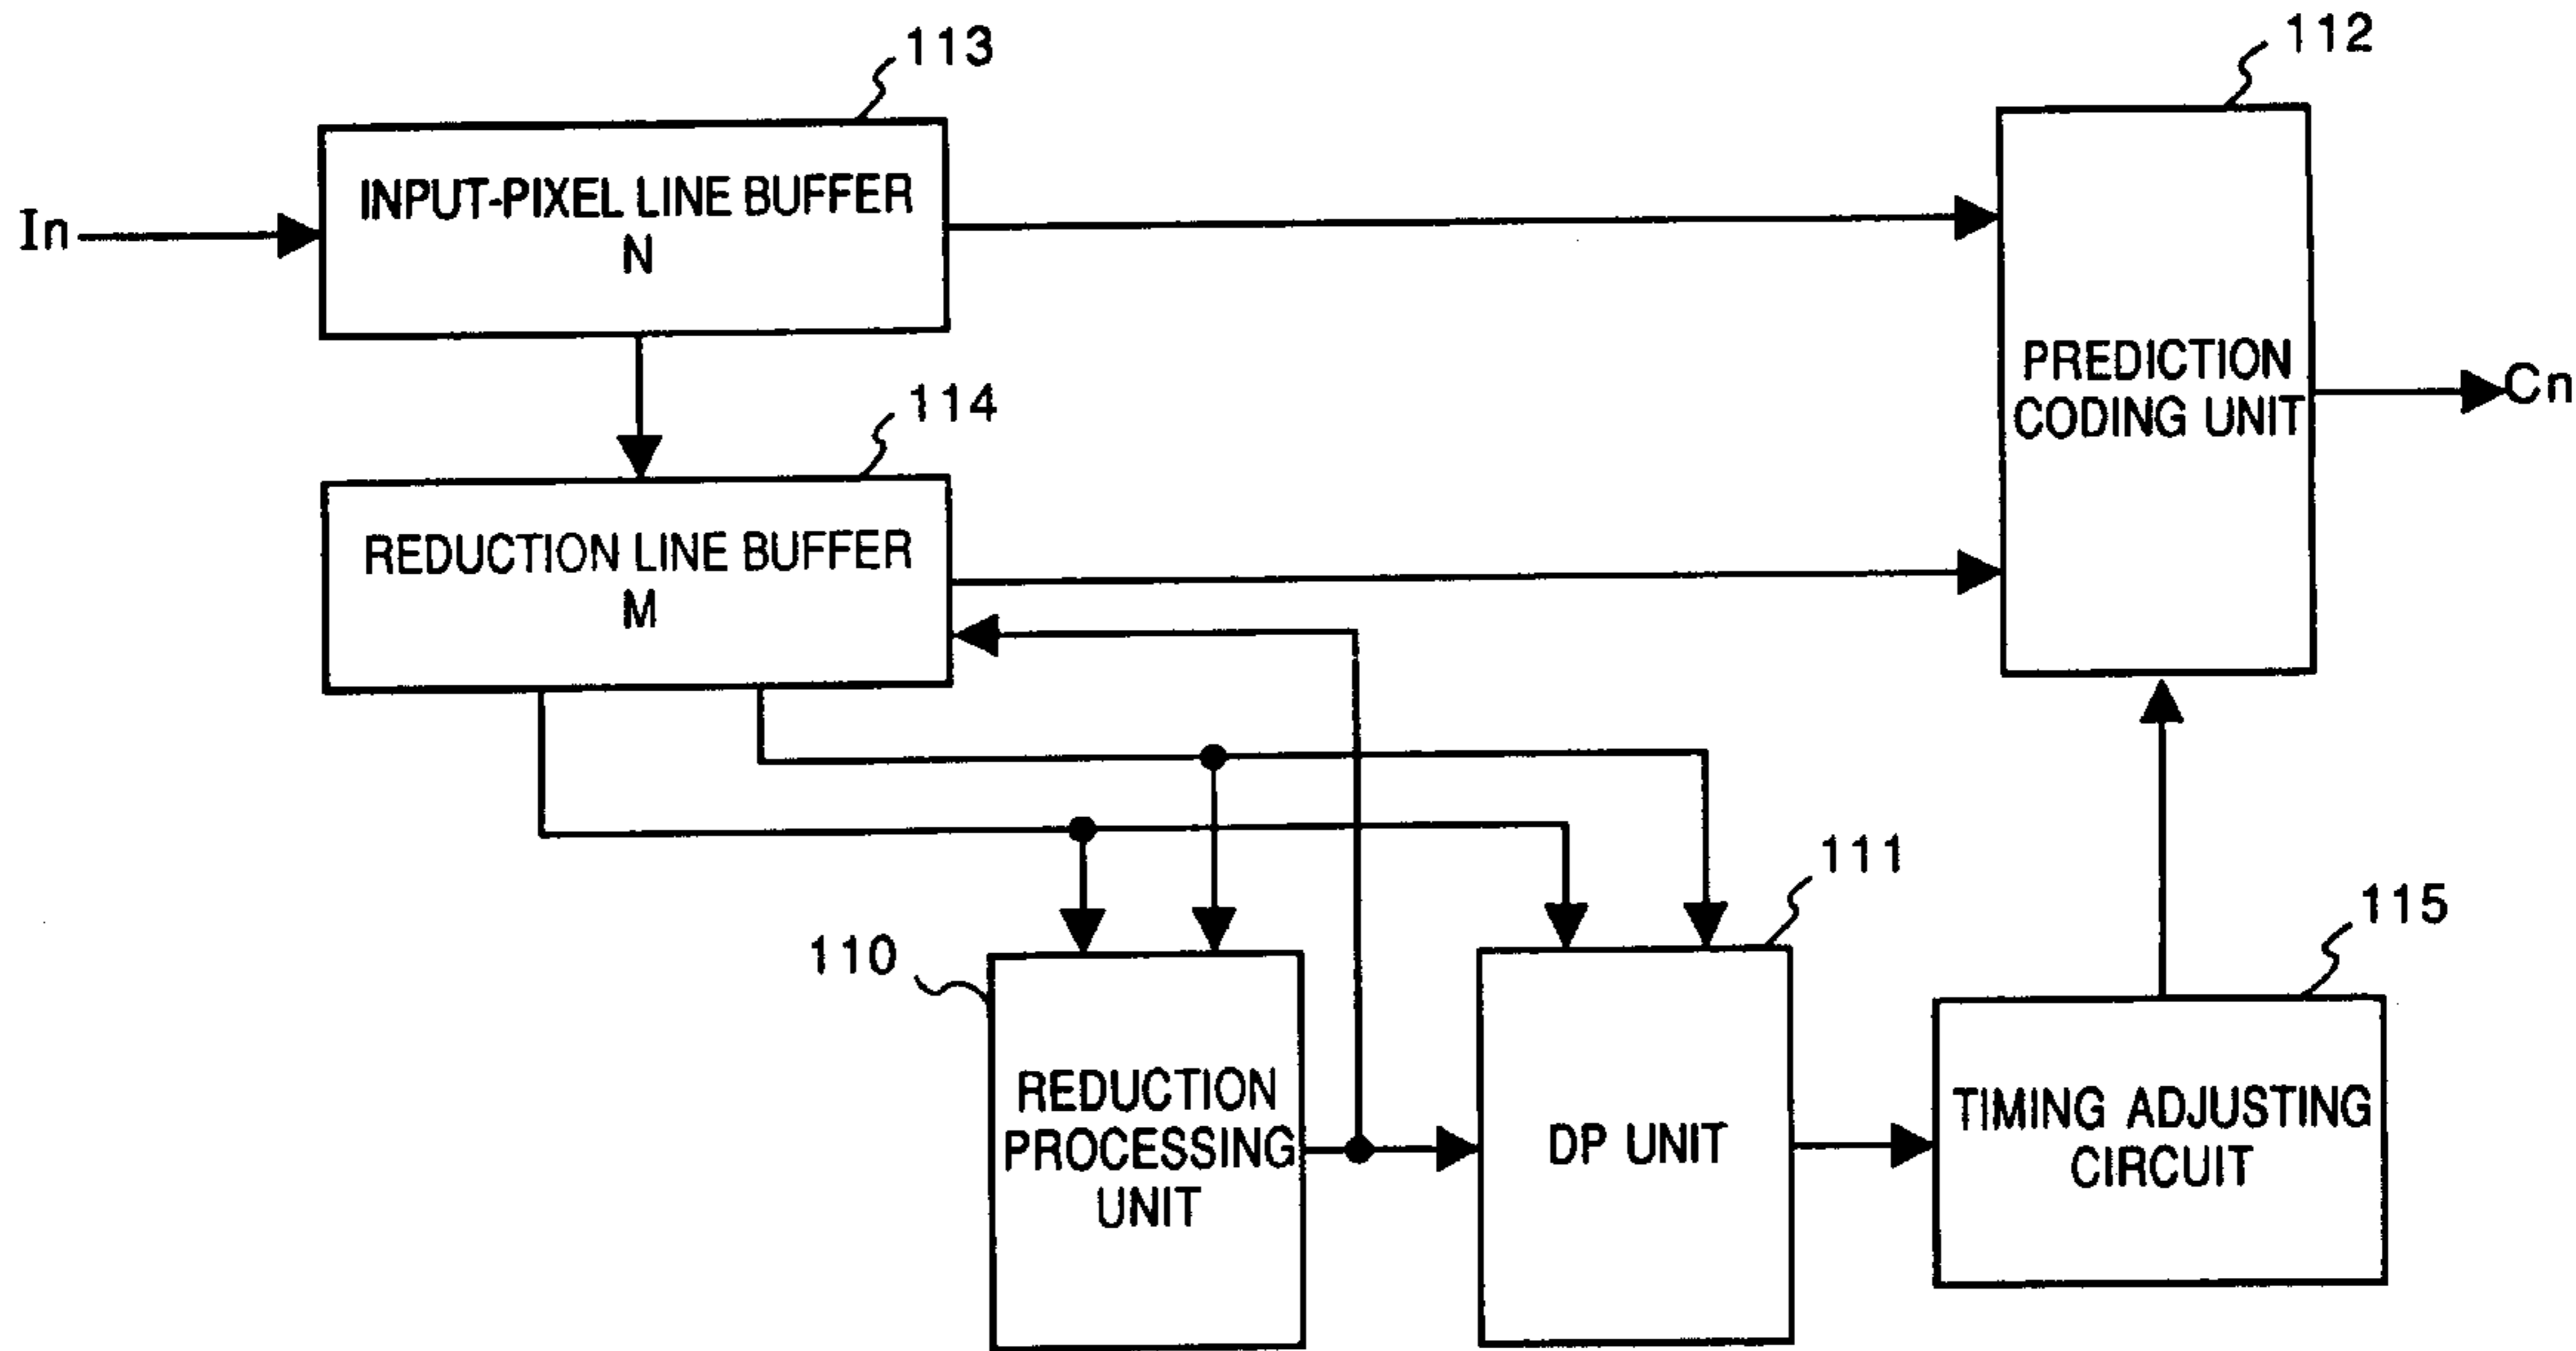 113
112
In
INPUT-PIXEL LINE BUFFER
N
PREDICTION
CODING UNIT
Cn
114
REDUCTION LINE BUFFER
M
111
115
110
REDUCTION
PROCESSING
UNIT
DP UNIT
TIMING ADJUSTING
CIRCUIT